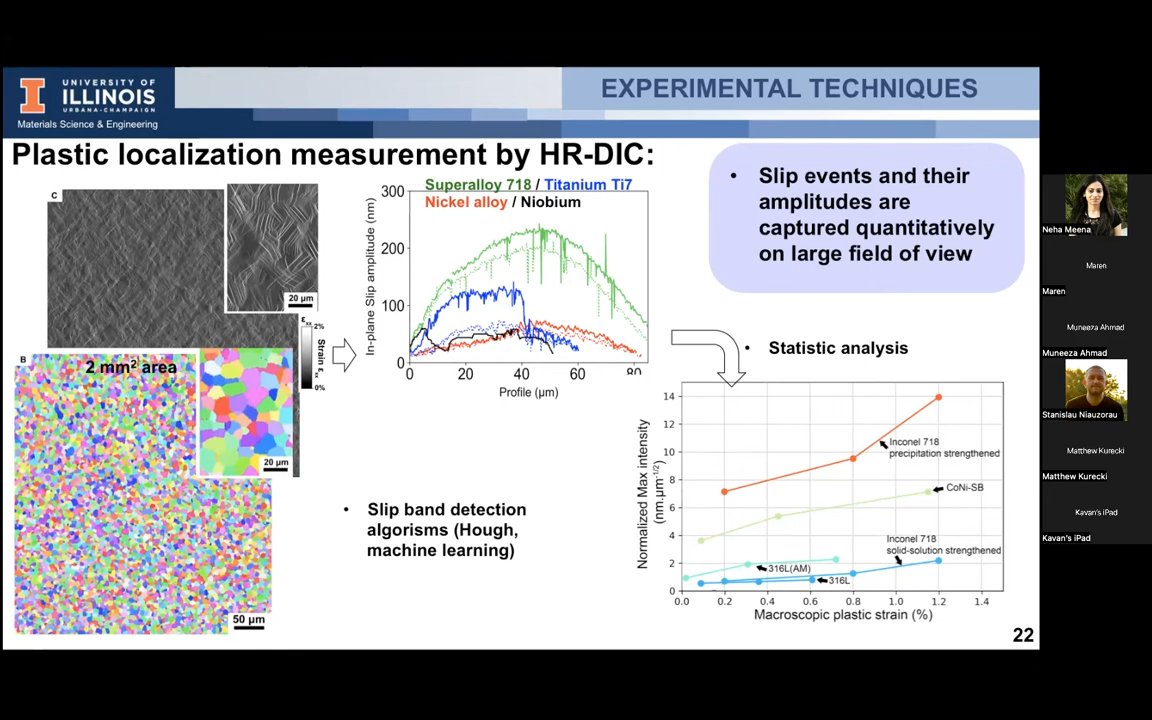 UNIVERSITY OF
ILLINOIS
URBANA-CHAMPAIGN
Materials Science & Engineering
EXPERIMENTAL TECHNIQUES
Plastic localization measurement by HR-DIC:
C
20 µm
εxx
2%
Strain εxx
0%
B
2 mm² area
20 µm
50 µm
Superalloy 718 / Titanium Ti7
Nickel alloy / Niobium
In-plane Slip amplitude (nm)
300
200
100
0
0 20 40 60 80
Profile (µm)
• Slip events and their
amplitudes are
captured quantitatively
on large field of view
• Statistic analysis
• Slip band detection
algorisms (Hough,
machine learning)
Normalized Max intensity
(nm.µm⁻¹/²)
14
12
10
8
6
4
2
0
Inconel 718
precipitation strengthened
CoNi-SB
Inconel 718
solid-solution strengthened
316L(AM)
316L
0.0 0.2 0.4 0.6 0.8 1.0 1.2 1.4
Macroscopic plastic strain (%)
22
Neha Meena
Maren
Maren
Muneeza Ahmad
Muneeza Ahmad
Stanislau Niauzorau
Matthew Kurecki
Matthew Kurecki
Kavan's iPad
Kavan's iPad